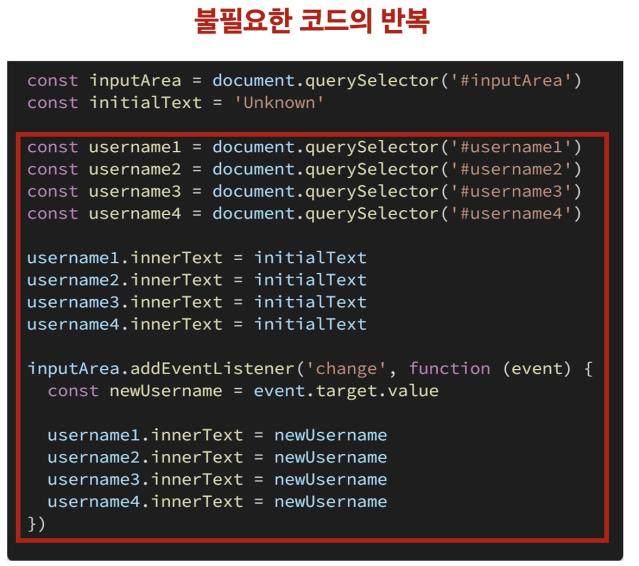 불필요한 코드의 반복
const inputArea = document.querySelector('#inputArea')
const initialText = 'Unknown'
const username1 = document.querySelector('#username1')
const username2 = document.querySelector('#username2')
const username3 = document.querySelector('#username3')
const username4 = document.querySelector('#username4')
username1.innerText = initialText
username2.innerText = initialText
username3.innerText = initialText
username4.innerText = initialText
inputArea.addEventListener('change', function (event) {
  const newUsername = event.target.value
  username1.innerText = newUsername
  username2.innerText = newUsername
  username3.innerText = newUsername
  username4.innerText = newUsername
})